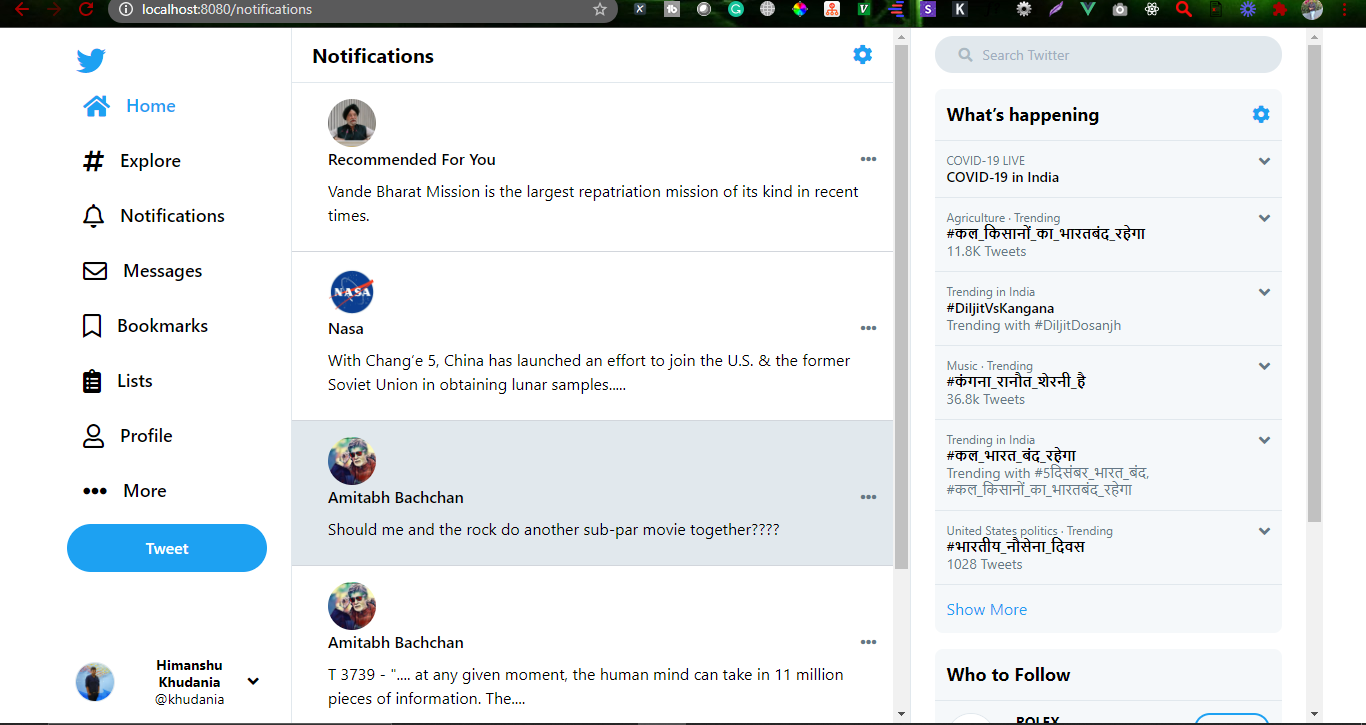 localhost:8080/notifications
Home
Explore
Notifications
Messages
Bookmarks
Lists
Profile
More
Tweet
Himanshu
Khudania
@khudania
Notifications
Recommended For You
Vande Bharat Mission is the largest repatriation mission of its kind in recent
times.
NASA
Nasa
With Chang’e 5, China has launched an effort to join the U.S. & the former
Soviet Union in obtaining lunar samples.....
Amitabh Bachchan
Should me and the rock do another sub-par movie together????
Amitabh Bachchan
T 3739 - ".... at any given moment, the human mind can take in 11 million
pieces of information. The....
Search Twitter
What’s happening
COVID-19 LIVE
COVID-19 in India
Agriculture · Trending
#कल_किसानों_का_भारतबंद_रहेगा
11.8K Tweets
Trending in India
#DiljitVsKangana
Trending with #DiljitDosanjh
Music · Trending
#कंगना_रानौत_शेरनी_है
36.8k Tweets
Trending in India
#कल_भारत_बंद_रहेगा
Trending with #5दिसंबर_भारत_बंद,
#कल_किसानों_का_भारतबंद_रहेगा
United States politics · Trending
#भारतीय_नौसेना_दिवस
1028 Tweets
Show More
Who to Follow
ROLEX